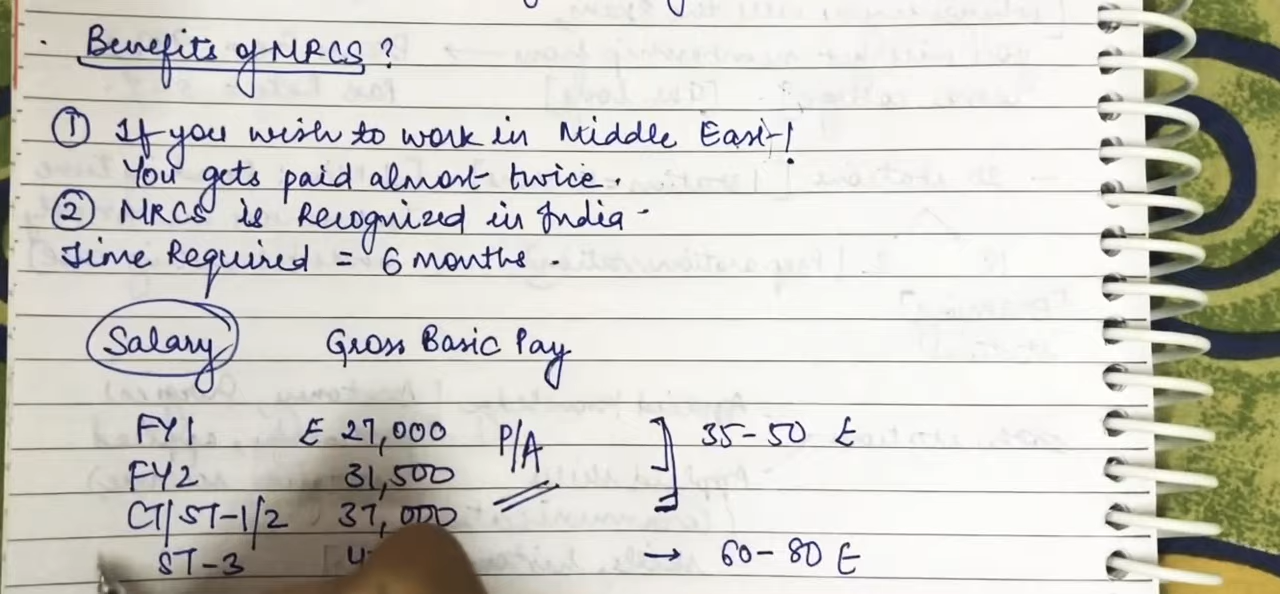 Benefits of MRCS ?
① If you wish to work in Middle East!
You gets paid almost twice.
② MRCS is Recognized in India -
Time Required = 6 months.
Salary Gross Basic Pay
FY1 £ 27,000 P/A 35-50 £
FY2 31,500
CT/ST-1/2 37,000
ST-3 → 60-80 £